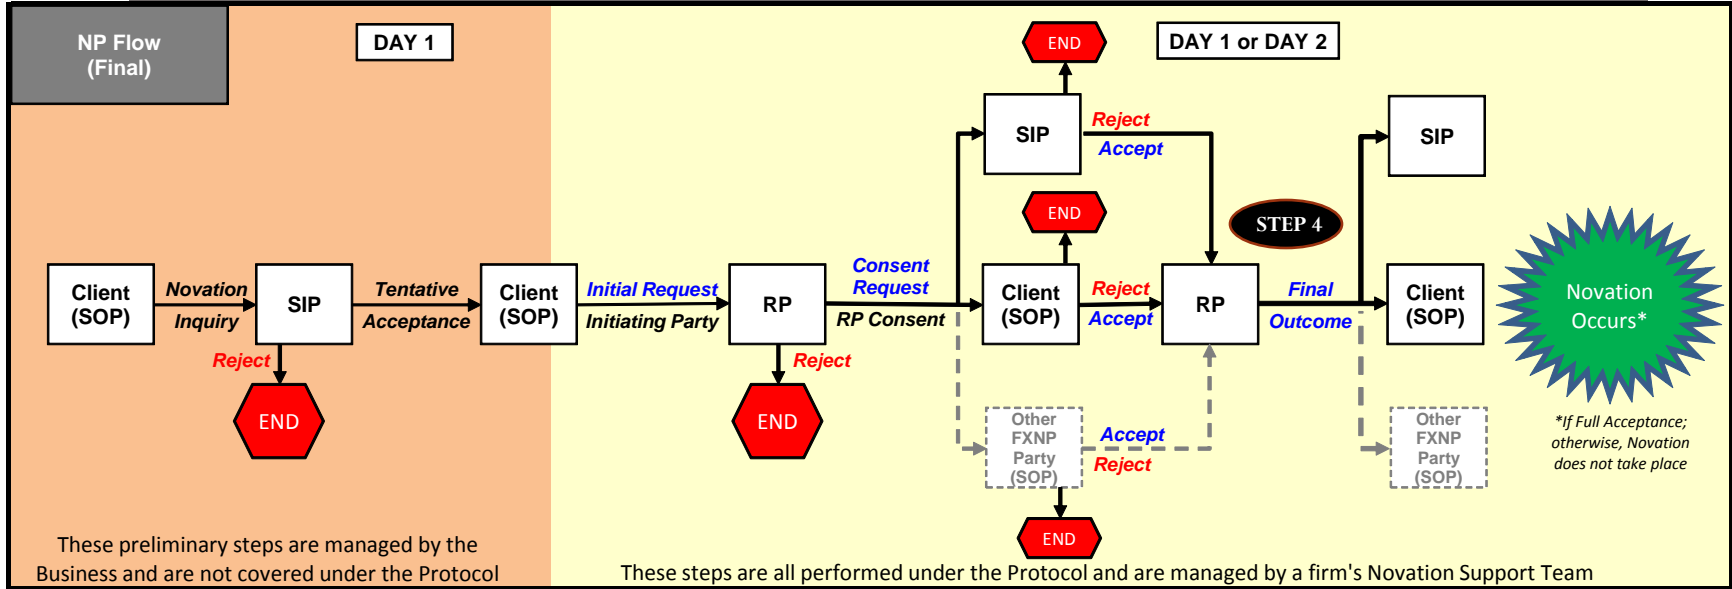 NP Flow
(Final)
DAY 1
END
DAY 1 or DAY 2
SIP
Reject
Accept
SIP
END
STEP 4
Client
(SOP)
Novation
Inquiry
SIP
Tentative
Acceptance
Client
(SOP)
Initial Request
Initiating Party
RP
Consent
Request
RP Consent
Client
(SOP)
Reject
Accept
RP
Final
Outcome
Client
(SOP)
Novation
Occurs*
Reject
END
Reject
END
Other
FXNP
Party
(SOP)
Accept
Reject
Other
FXNP
Party
(SOP)
*If Full Acceptance;
otherwise, Novation
does not take place
END
These preliminary steps are managed by the
Business and are not covered under the Protocol
These steps are all performed under the Protocol and are managed by a firm's Novation Support Team